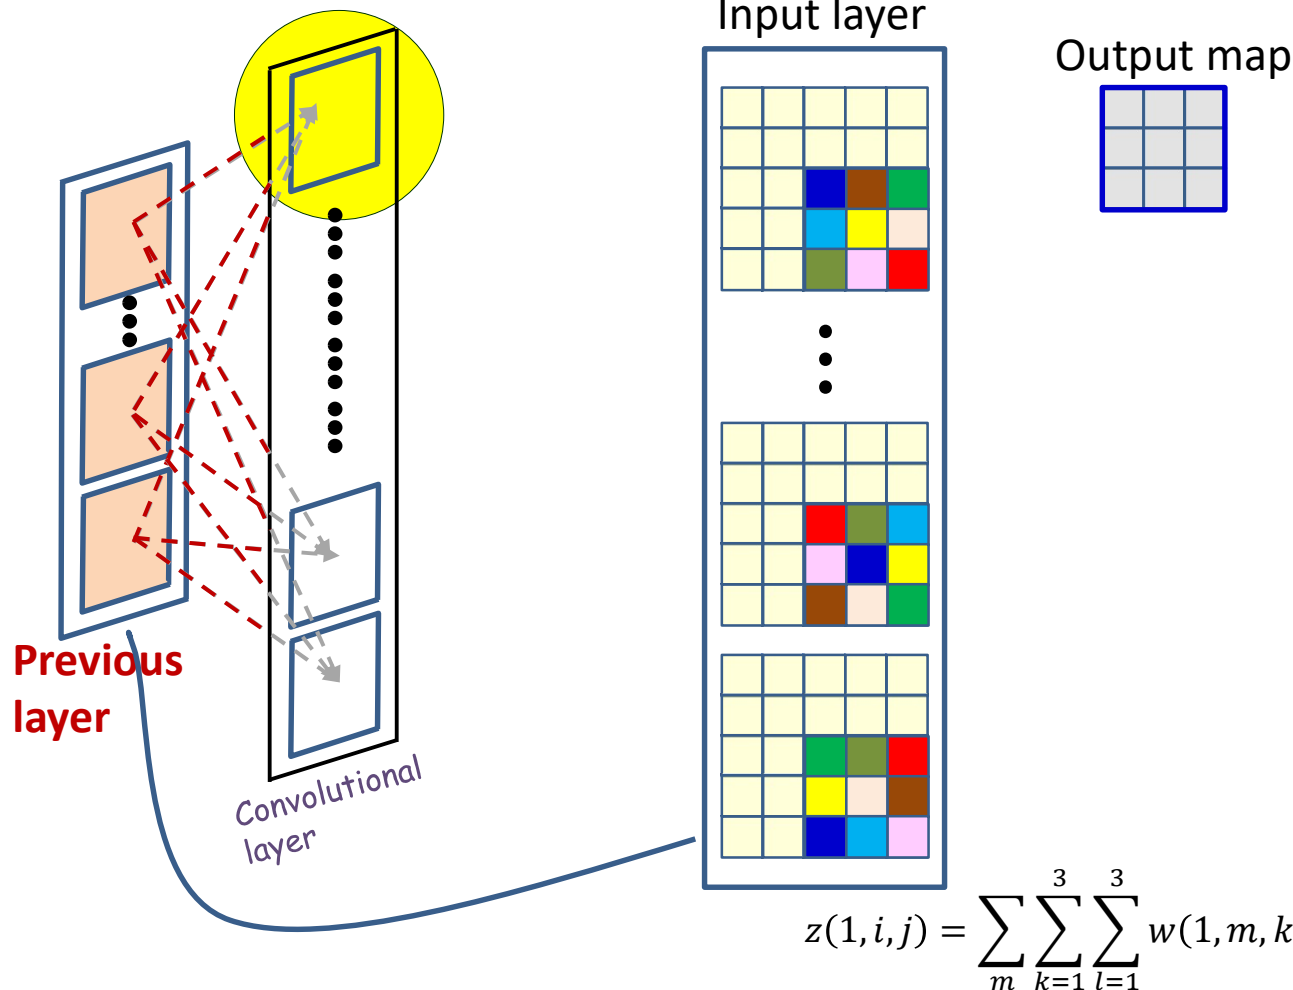 Input layer
Output map
Previous
layer
Convolutional
layer
z(1, i, j) = ∑_m ∑_{k=1}^{3} ∑_{l=1}^{3} w(1, m, k